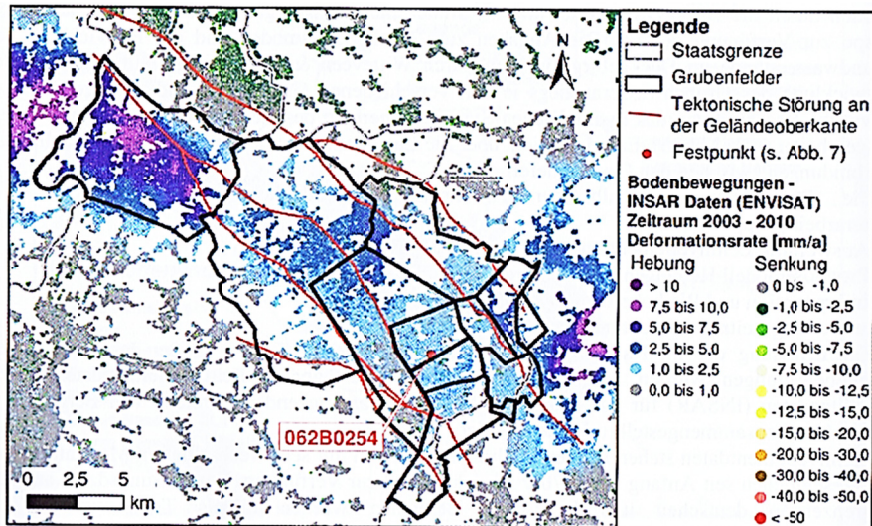 N
062B0254
0 2,5 5
km
Legende
Staatsgrenze
Grubenfelder
Tektonische Störung an
der Geländeoberkante
Festpunkt (s. Abb. 7)
Bodenbewegungen -
INSAR Daten (ENVISAT)
Zeitraum 2003 - 2010
Deformationsrate [mm/a]
Hebung Senkung
> 10 0 bs -1,0
7,5 bis 10,0 -1,0 bis -2,5
5,0 bis 7,5 -2,5 bis -5,0
2,5 bis 5,0 -5,0 bis -7,5
1,0 bis 2,5 -7,5 bis -10,0
0,0 bis 1,0 -10,0 bis -12,5
-12,5 bis -15,0
-15,0 bis -20,0
-20,0 bis -30,0
-30,0 bis -40,0
-40,0 bis -50,0
< -50